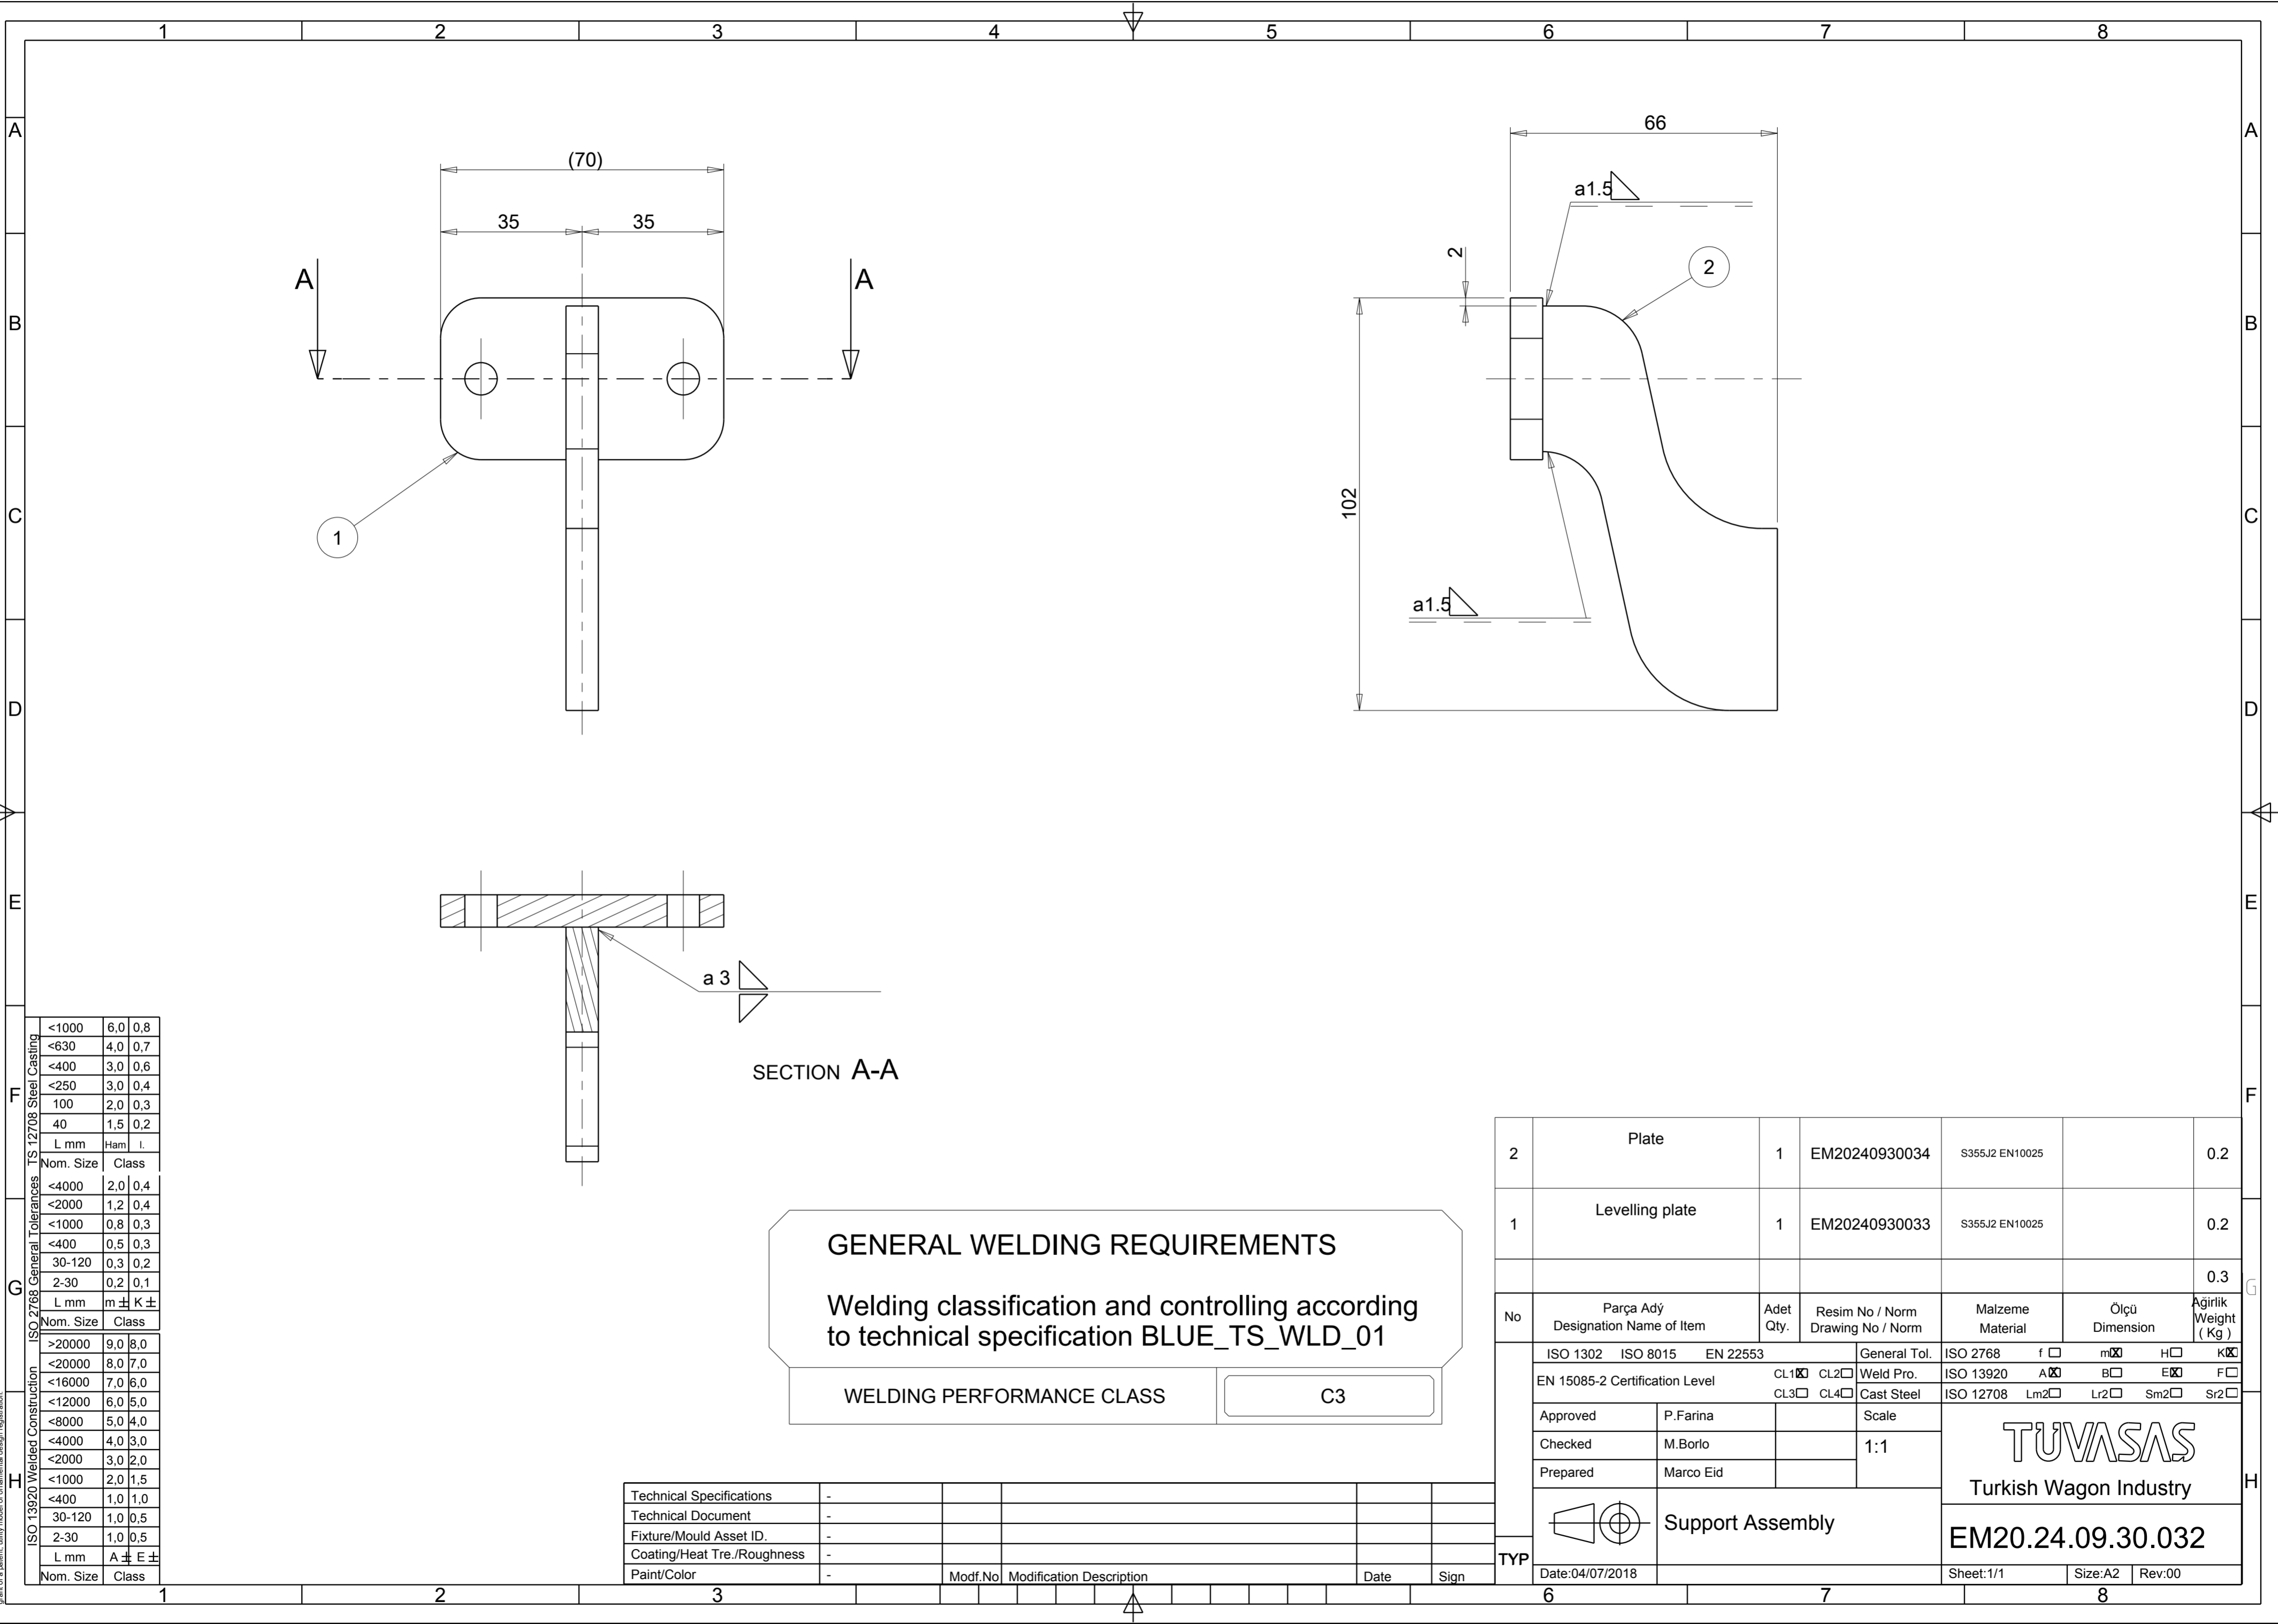 1 2 3 4 5 6 7 8
A A
B B
C C
D D
E E
F F
G G
H H
(70)
35 35
A A
1
66
a1.5
2
2
102
a1.5
a 3
SECTION A-A
TS 12708 Steel Casting
<1000 6,0 0,8
<630 4,0 0,7
<400 3,0 0,6
<250 3,0 0,4
100 2,0 0,3
40 1,5 0,2
L mm Ham I.
Nom. Size Class
ISO 2768 General Tolerances
<4000 2,0 0,4
<2000 1,2 0,4
<1000 0,8 0,3
<400 0,5 0,3
30-120 0,3 0,2
2-30 0,2 0,1
L mm m ± K ±
Nom. Size Class
ISO 13920 Welded Construction
>20000 9,0 8,0
<20000 8,0 7,0
<16000 7,0 6,0
<12000 6,0 5,0
<8000 5,0 4,0
<4000 4,0 3,0
<2000 3,0 2,0
<1000 2,0 1,5
<400 1,0 1,0
30-120 1,0 0,5
2-30 1,0 0,5
L mm A ± E ±
Nom. Size Class
GENERAL WELDING REQUIREMENTS
Welding classification and controlling according
to technical specification BLUE_TS_WLD_01
WELDING PERFORMANCE CLASS C3
Technical Specifications -
Technical Document -
Fixture/Mould Asset ID. -
Coating/Heat Tre./Roughness -
Paint/Color - Modf.No Modification Description Date Sign
2 Plate 1 EM20240930034 S355J2 EN10025 0.2
1 Levelling plate 1 EM20240930033 S355J2 EN10025 0.2
0.3
No Parça Adý Adet Resim No / Norm Malzeme Ölçü Ağirlik
Designation Name of Item Qty. Drawing No / Norm Material Dimension Weight
( Kg )
ISO 1302 ISO 8015 EN 22553 General Tol. ISO 2768 f m H K
EN 15085-2 Certification Level CL1 CL2 Weld Pro. ISO 13920 A B E F
CL3 CL4 Cast Steel ISO 12708 Lm2 Lr2 Sm2 Sr2
Approved P.Farina Scale
Checked M.Borlo 1:1
Prepared Marco Eid
TÜVASAS
Turkish Wagon Industry
Support Assembly
EM20.24.09.30.032
TYP
Date:04/07/2018 Sheet:1/1 Size:A2 Rev:00
1 2 3 6 7 8